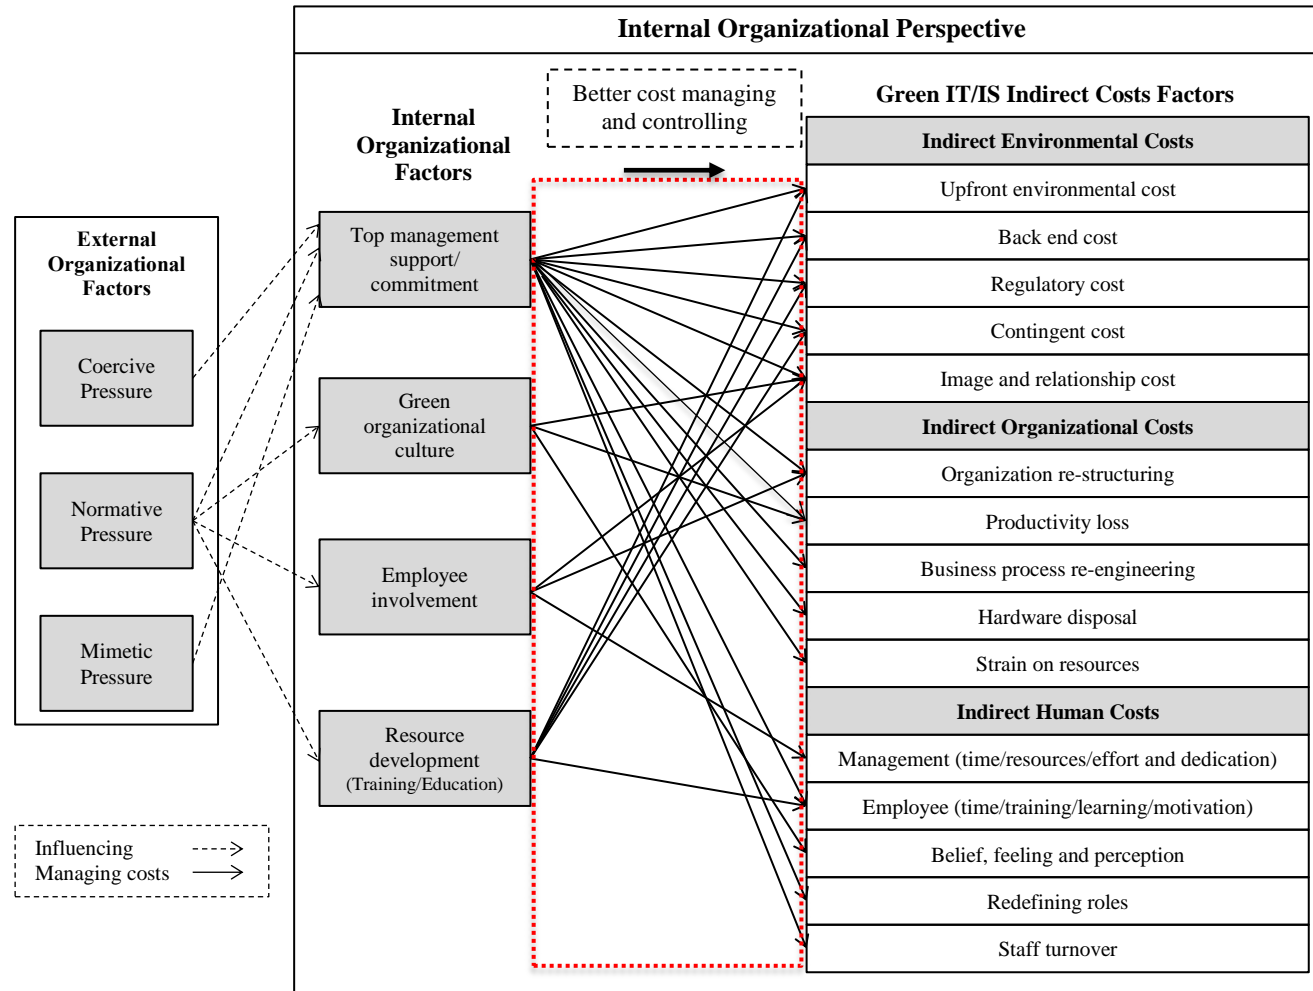 Internal Organizational Perspective
Better cost managing
and controlling
Green IT/IS Indirect Costs Factors
Internal
Organizational
Factors
Indirect Environmental Costs
Upfront environmental cost
Back end cost
Regulatory cost
Contingent cost
Image and relationship cost
Indirect Organizational Costs
Organization re-structuring
Productivity loss
Business process re-engineering
Hardware disposal
Strain on resources
Indirect Human Costs
Management (time/resources/effort and dedication)
Employee (time/training/learning/motivation)
Belief, feeling and perception
Redefining roles
Staff turnover
Top management
support/
commitment
Green
organizational
culture
Employee
involvement
Resource
development
(Training/Education)
External
Organizational
Factors
Coercive
Pressure
Normative
Pressure
Mimetic
Pressure
Influencing
Managing costs